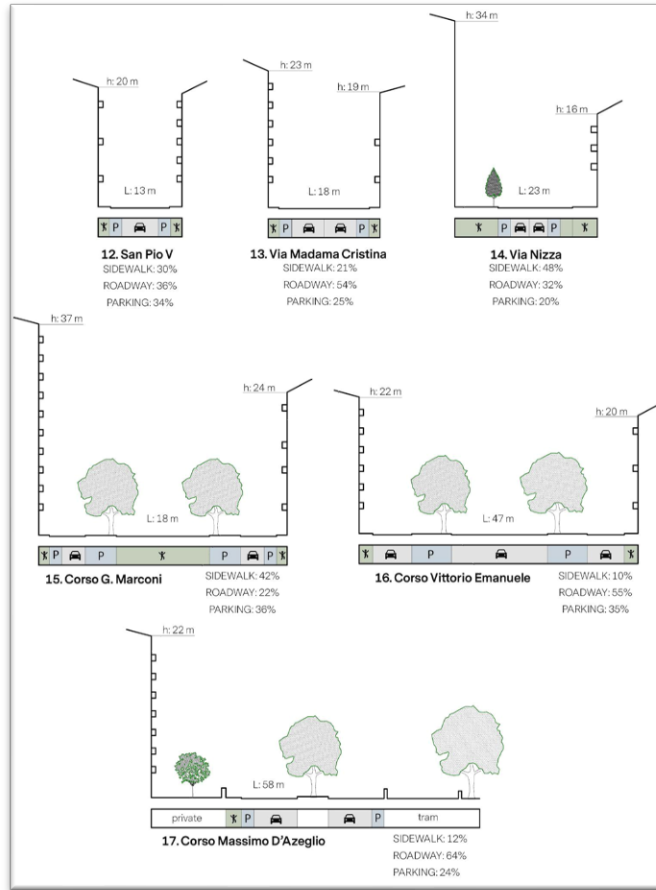 h: 20 m
L: 13 m
P P
12. San Pio V
SIDEWALK: 30%
ROADWAY: 36%
PARKING: 34%
h: 23 m
h: 19 m
L: 18 m
P P
13. Via Madama Cristina
SIDEWALK: 21%
ROADWAY: 54%
PARKING: 25%
h: 34 m
h: 16 m
L: 23 m
P P
14. Via Nizza
SIDEWALK: 48%
ROADWAY: 32%
PARKING: 20%
h: 37 m
h: 24 m
L: 18 m
P P P P
15. Corso G. Marconi
SIDEWALK: 42%
ROADWAY: 22%
PARKING: 36%
h: 22 m
h: 20 m
L: 47 m
P P
16. Corso Vittorio Emanuele
SIDEWALK: 10%
ROADWAY: 55%
PARKING: 35%
h: 22 m
L: 58 m
private P P tram
17. Corso Massimo D'Azeglio
SIDEWALK: 12%
ROADWAY: 64%
PARKING: 24%